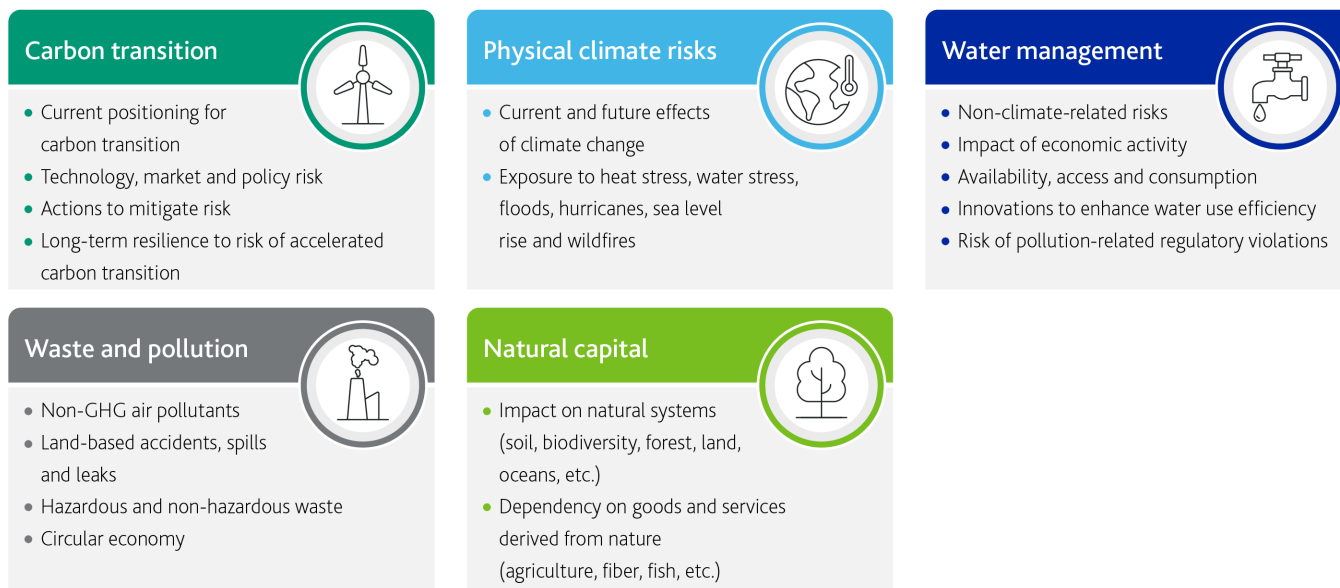 Carbon transition
• Current positioning for
carbon transition
• Technology, market and policy risk
• Actions to mitigate risk
• Long-term resilience to risk of accelerated
carbon transition
Physical climate risks
• Current and future effects
of climate change
• Exposure to heat stress, water stress,
floods, hurricanes, sea level
rise and wildfires
Water management
• Non-climate-related risks
• Impact of economic activity
• Availability, access and consumption
• Innovations to enhance water use efficiency
• Risk of pollution-related regulatory violations
Waste and pollution
• Non-GHG air pollutants
• Land-based accidents, spills
and leaks
• Hazardous and non-hazardous waste
• Circular economy
Natural capital
• Impact on natural systems
(soil, biodiversity, forest, land,
oceans, etc.)
• Dependency on goods and services
derived from nature
(agriculture, fiber, fish, etc.)